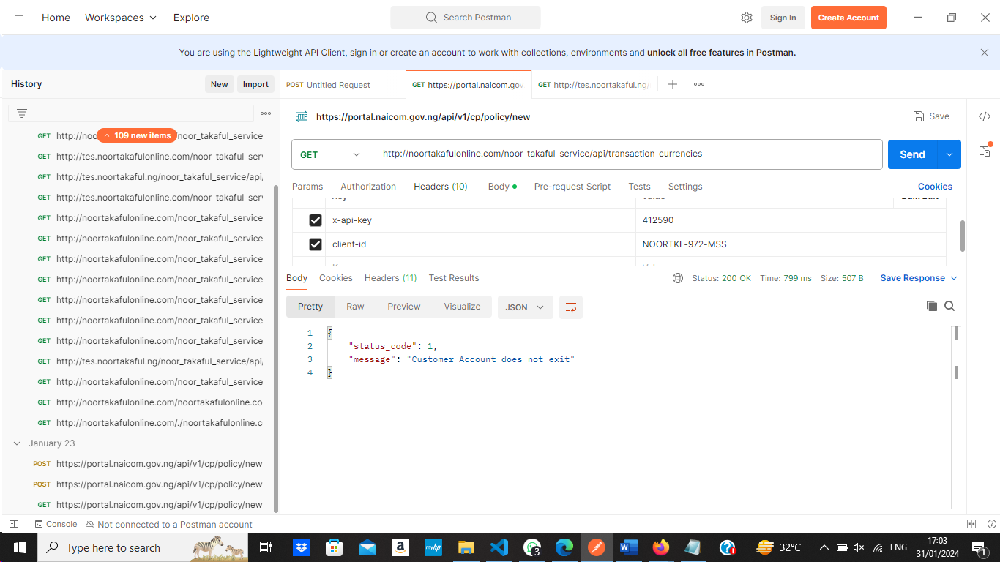 Home Workspaces Explore Search Postman Sign In Create Account
You are using the Lightweight API Client, sign in or create an account to work with collections, environments and unlock all free features in Postman.
History New Import
POST Untitled Request GET https://portal.naicom.gov GET http://tes.noortakaful.ng/
https://portal.naicom.gov.ng/api/v1/cp/policy/new Save
109 new items
GET http://noo /noor_takaful_service
GET http://tes.noortakafulonline.com/noor_takaful_ser
GET http://tes.noortakaful.ng/noor_takaful_service/api/
GET http://tes.noortakafulonline.com/noor_takaful_ser
GET http://noortakafulonline.com/noor_takaful_service
GET http://noortakafulonline.com/noor_takaful_service
GET http://noortakafulonline.com/noor_takaful_service
GET http://noortakafulonline.com/noor_takaful_service
GET http://noortakafulonline.com/noor_takaful_service
GET http://noortakafulonline.com/noor_takaful_service
GET http://noortakafulonline.com/noor_takaful_service
GET http://tes.noortakaful.ng/noor_takaful_service/api/
GET http://noortakafulonline.com/noor_takaful_service
GET http://noortakafulonline.com/noortakafulonline.co
GET http://noortakafulonline.com/./noortakafulonline.c
January 23
POST https://portal.naicom.gov.ng/api/v1/cp/policy/new
POST https://portal.naicom.gov.ng/api/v1/cp/policy/new
GET https://portal.naicom.gov.ng/api/v1/cp/policy/new
GET http://noortakafulonline.com/noor_takaful_service/api/transaction_currencies Send
Params Authorization Headers (10) Body Pre-request Script Tests Settings Cookies
x-api-key 412590
client-id NOORTKL-972-MSS
Body Cookies Headers (11) Test Results Status: 200 OK Time: 799 ms Size: 507 B Save Response
Pretty Raw Preview Visualize JSON
1 {
2 "status_code": 1,
3 "message": "Customer Account does not exit"
4 }
Console Not connected to a Postman account
Type here to search a myhp 3 W 32°C ENG 17:03
31/01/2024 1